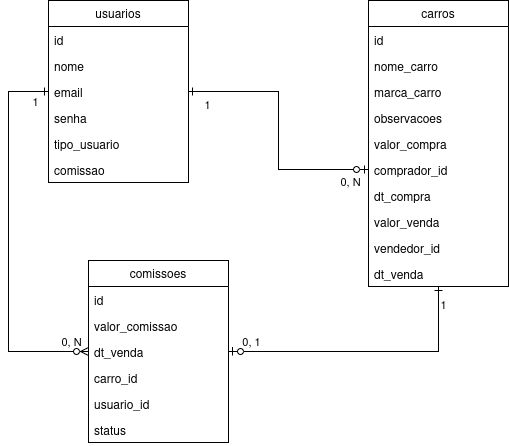 usuarios
id
nome
email
senha
tipo_usuario
comissao
carros
id
nome_carro
marca_carro
observacoes
valor_compra
comprador_id
dt_compra
valor_venda
vendedor_id
dt_venda
1
1
0, N
comissoes
id
valor_comissao
dt_venda
carro_id
usuario_id
status
0, N
0, 1
1